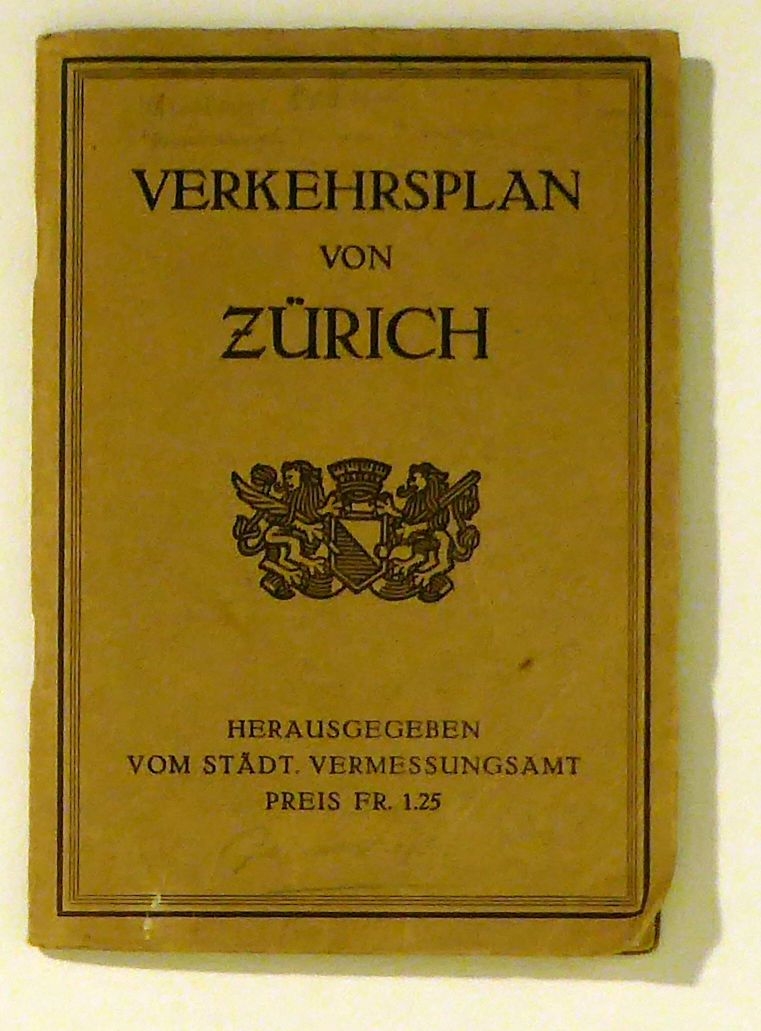 VERKEHRSPLAN
VON
ZÜRICH
HERAUSGEGEBEN
VOM STÄDT. VERMESSUNGSAMT
PREIS FR. 1.25